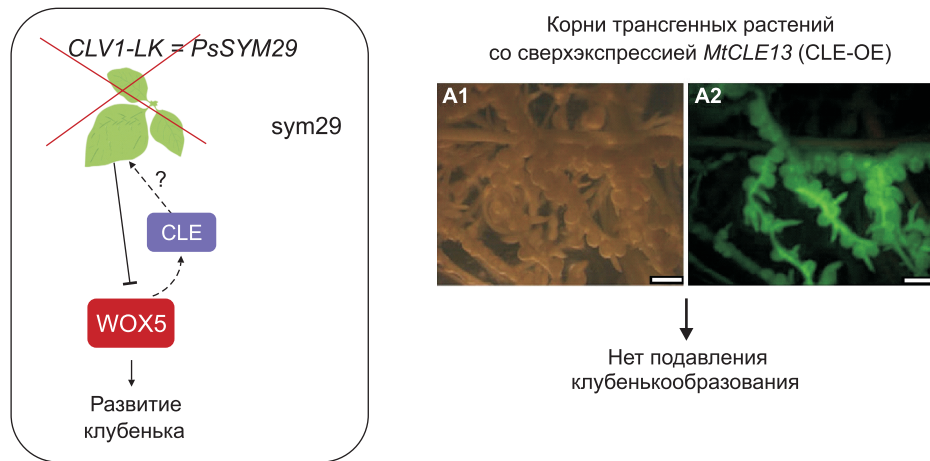 CLV1-LK = PsSYM29
sym29
?
CLE
WOX5
Развитие
клубенька
Корни трансгенных растений
со сверхэкспрессией MtCLE13 (CLE-OE)
A1
A2
Нет подавления
клубенькообразования